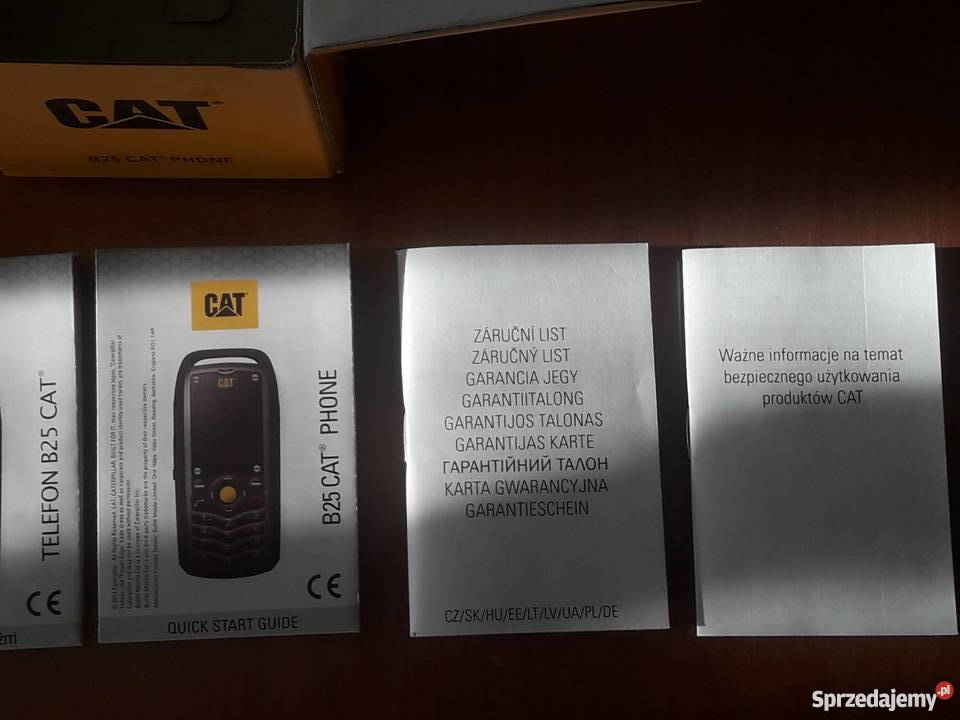 CAT®
B25 CAT® PHONE
TELEFON B25 CAT®
CE
CAT
CAT
B25 CAT® PHONE
CE
QUICK START GUIDE
ZÁRUČNÍ LIST
ZÁRUČNÝ LIST
GARANCIA JEGY
GARANTIITALONG
GARANTIJOS TALONAS
GARANTIJAS KARTE
ГАРАНТІЙНИЙ ТАЛОН
KARTA GWARANCYJNA
GARANTIESCHEIN
CZ/SK/HU/EE/LT/LV/UA/PL/DE
Ważne informacje na temat
bezpiecznego użytkowania
produktów CAT
Sprzedajemy.pl